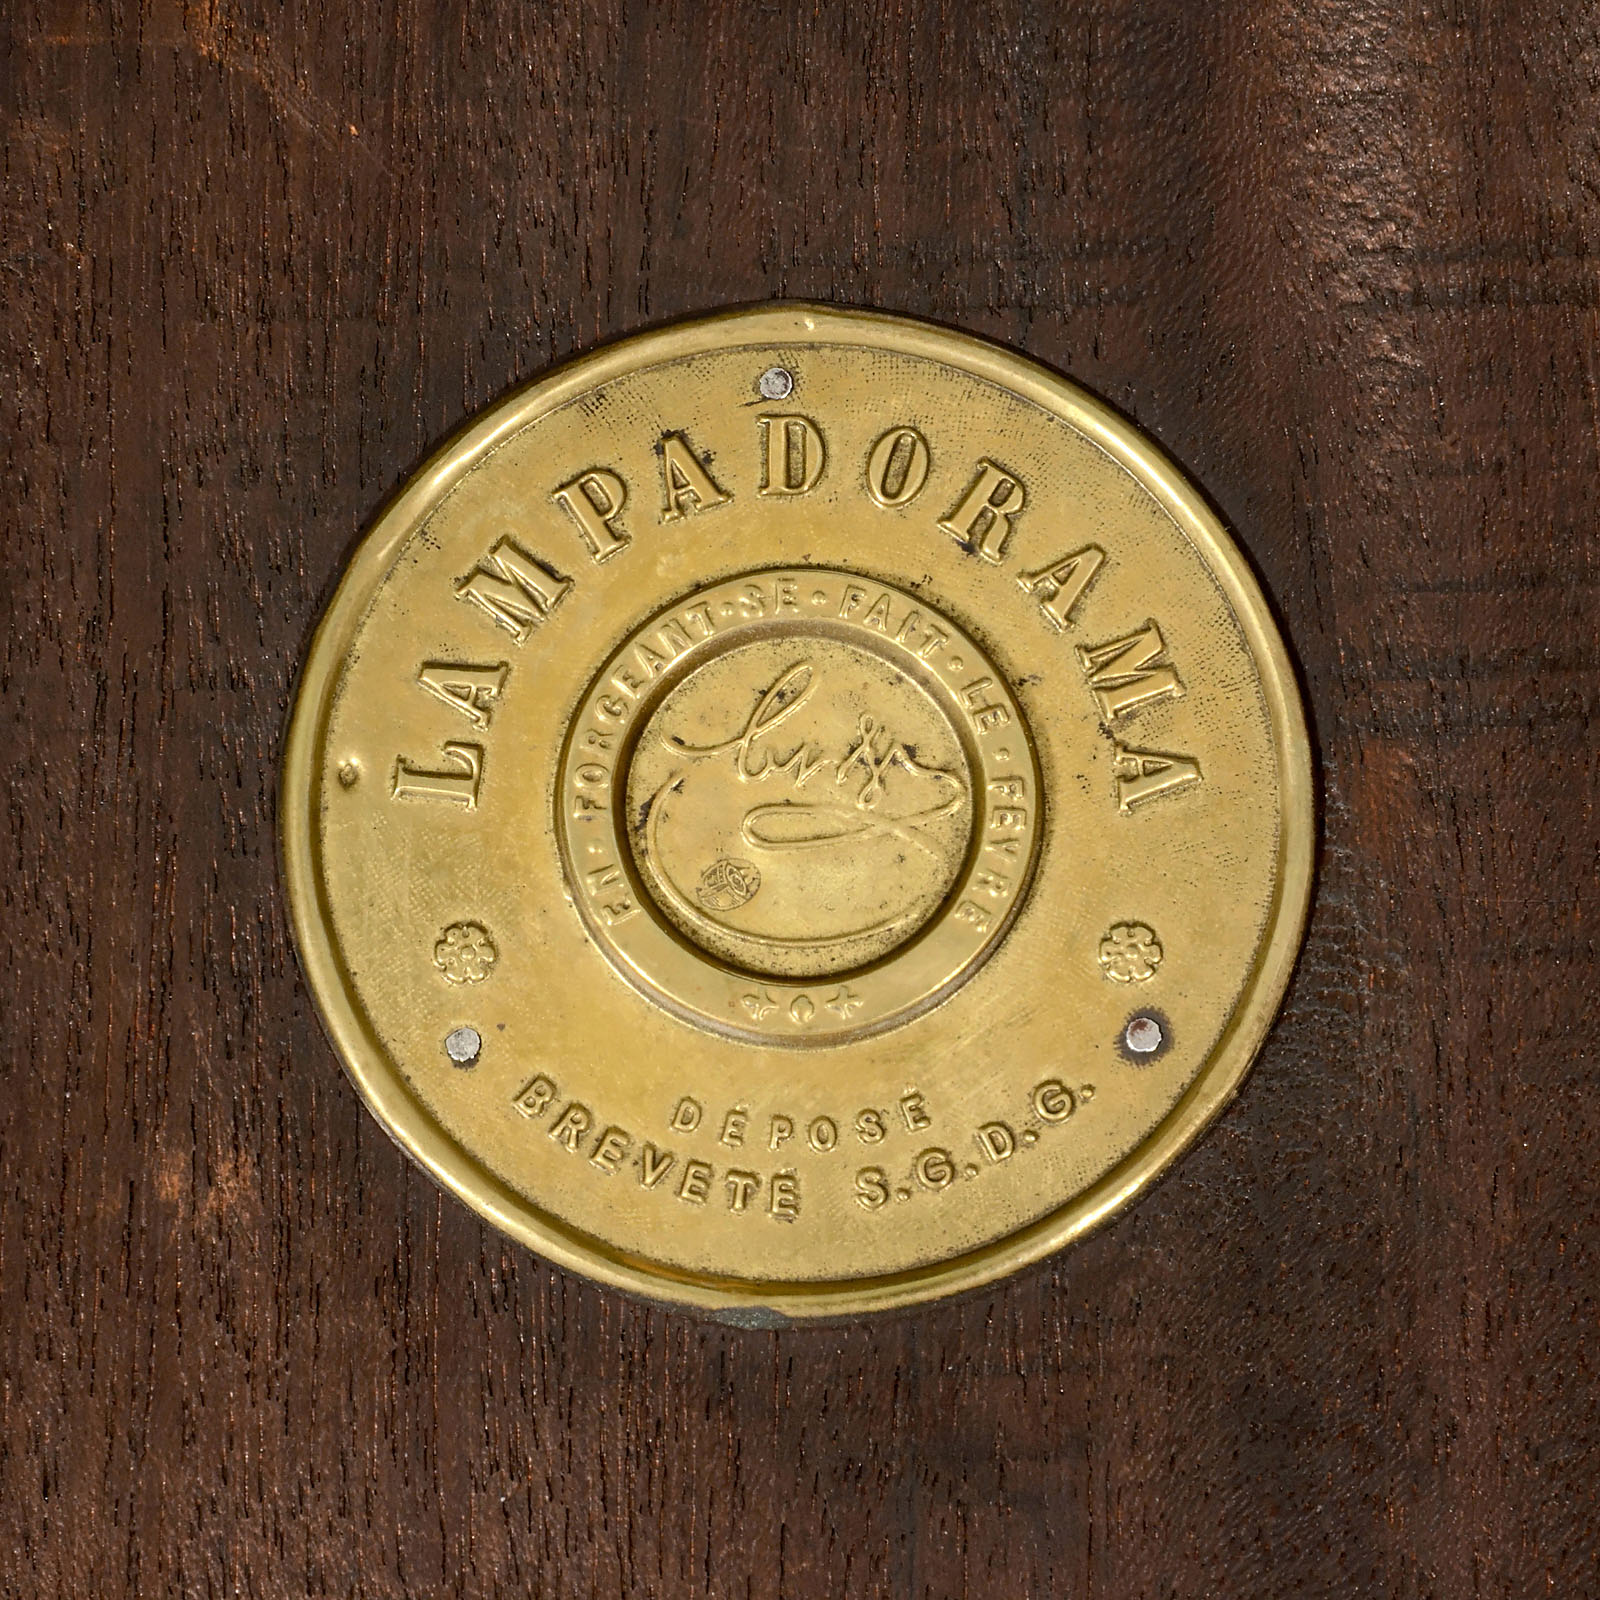 LAMPADORAMA
EN · FORGEANT · SE · FAIT · LE · FEVRE
DÉPOSÉ
BREVETÉ S.G.D.G.